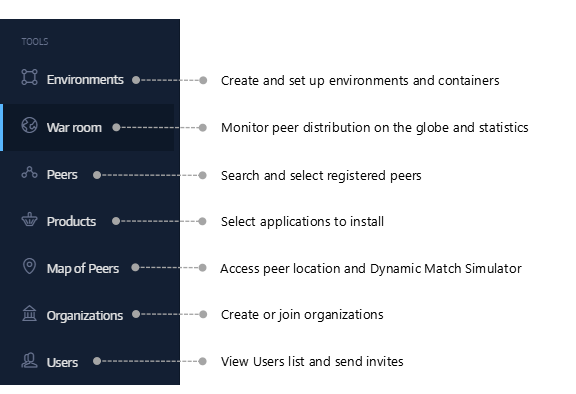 TOOLS
Environments Create and set up environments and containers
War room Monitor peer distribution on the globe and statistics
Peers Search and select registered peers
Products Select applications to install
Map of Peers Access peer location and Dynamic Match Simulator
Organizations Create or join organizations
Users View Users list and send invites